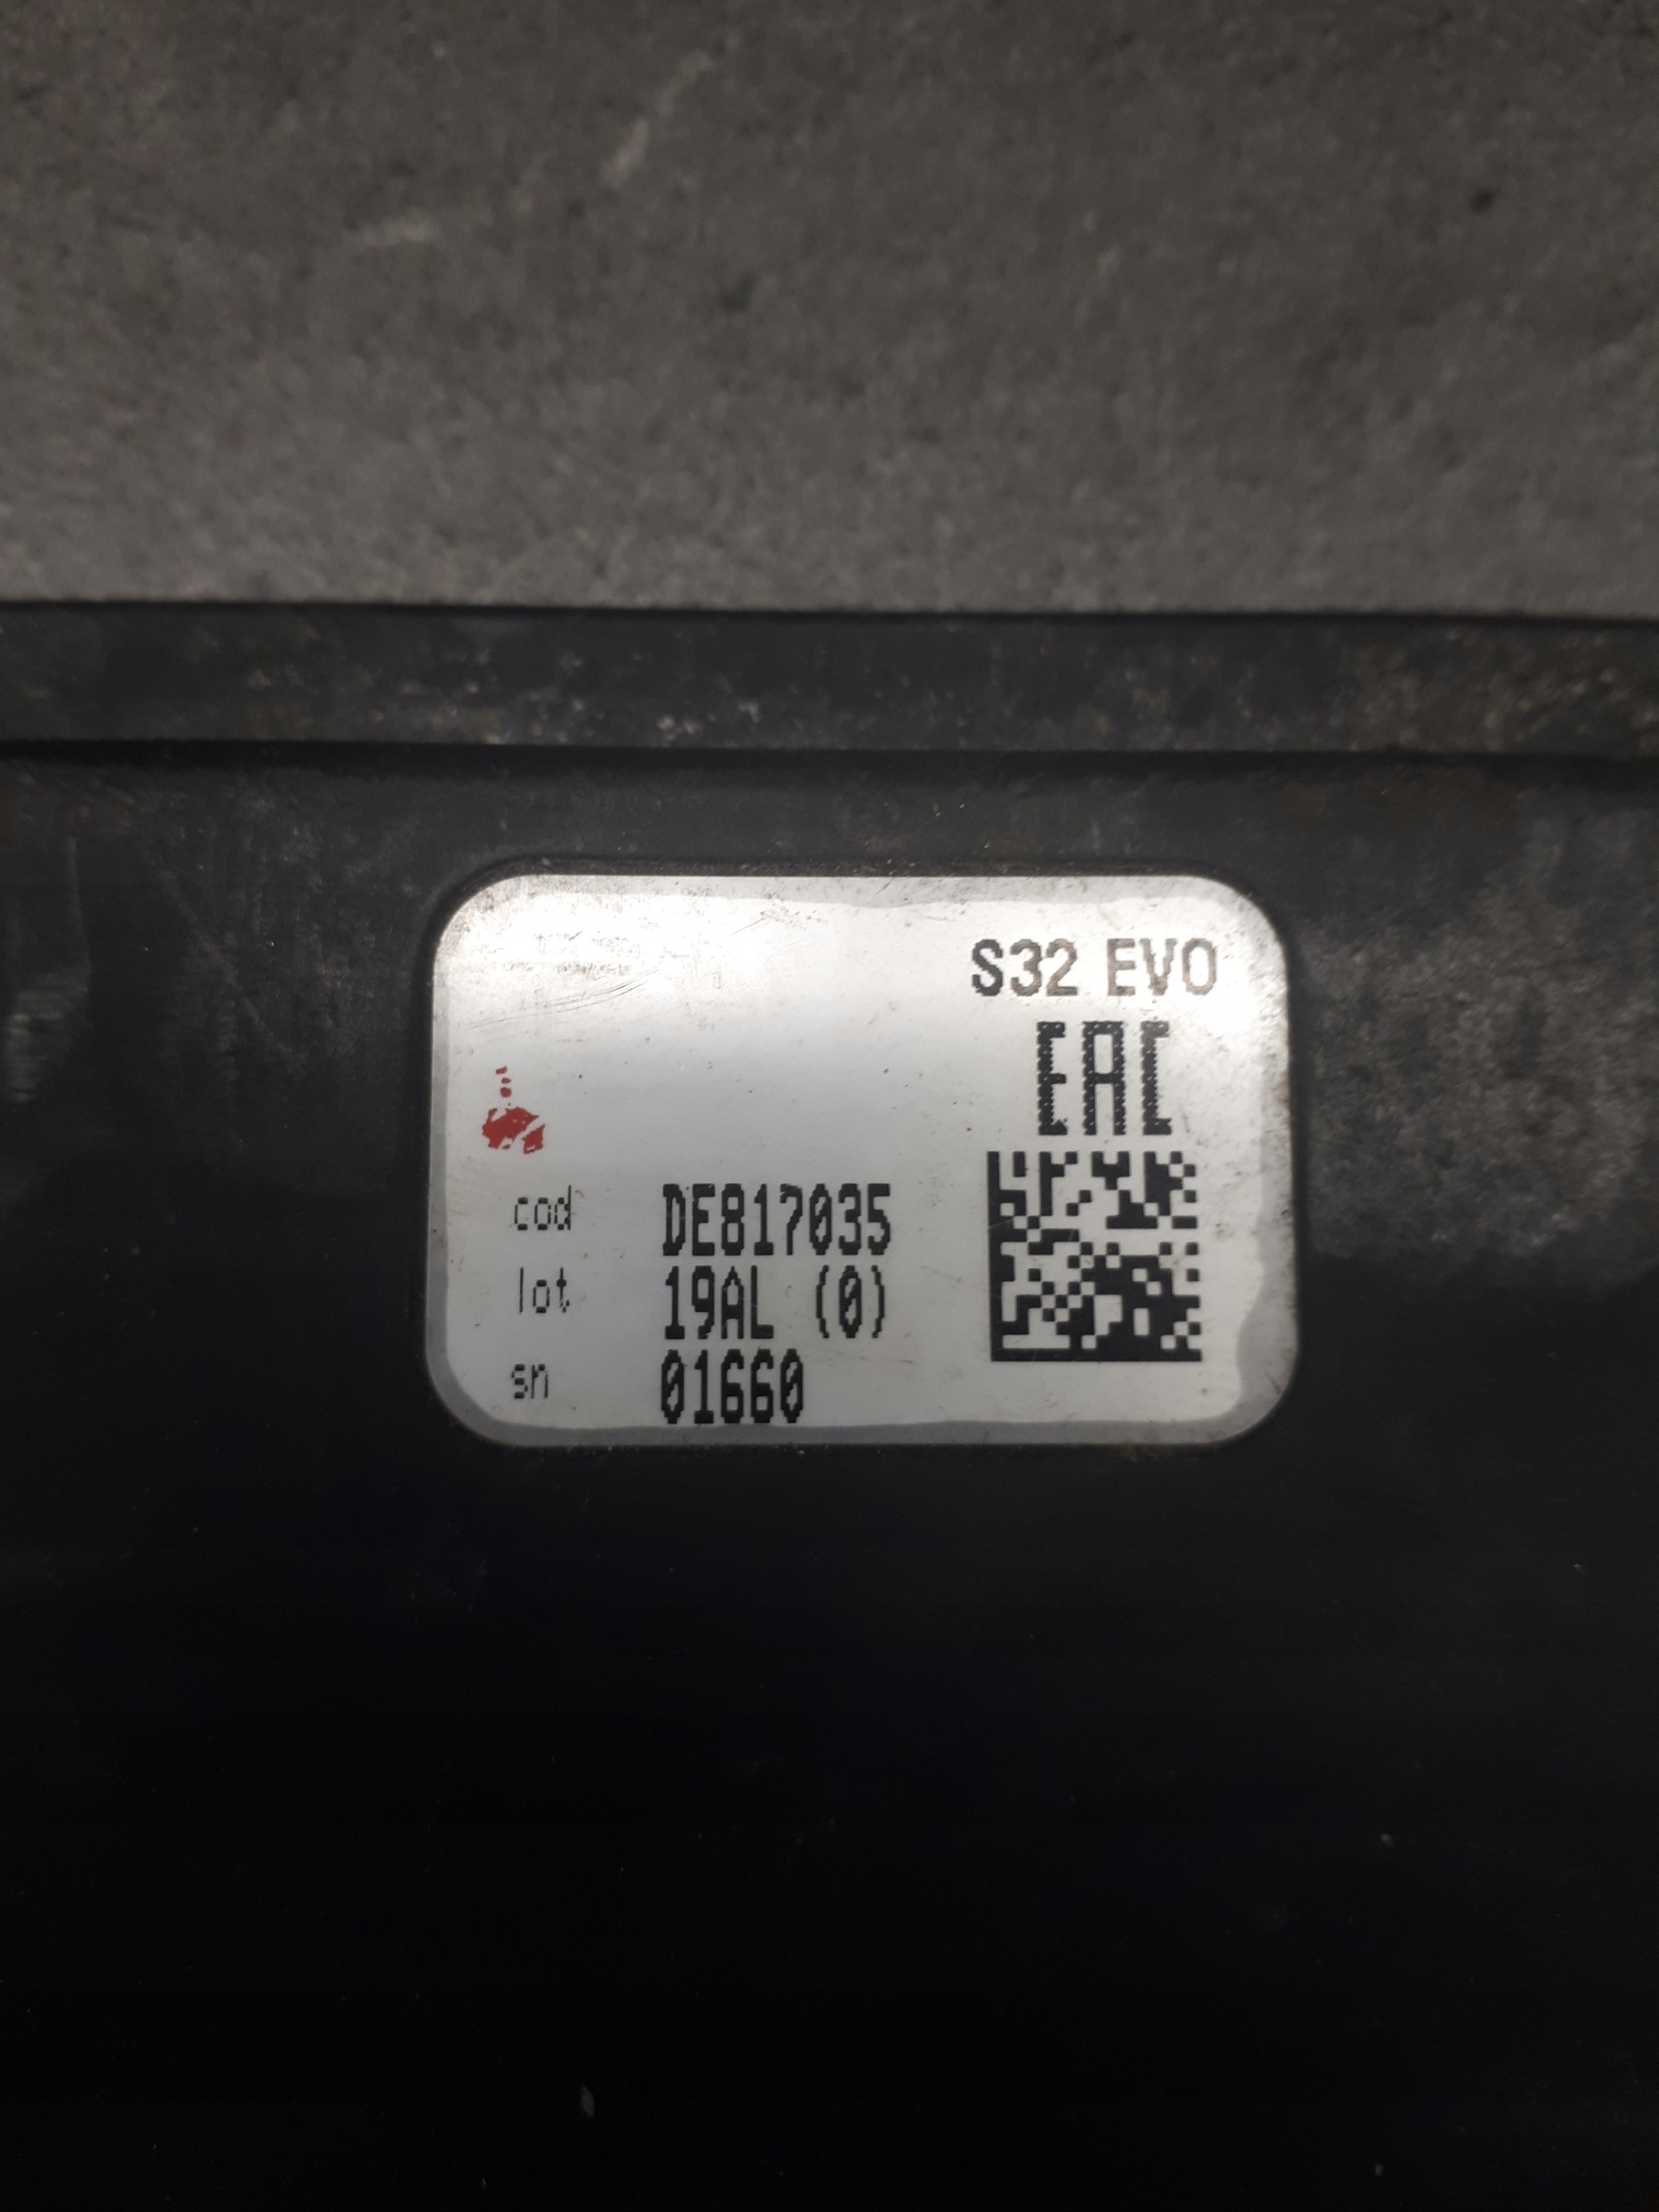 S32 EVO
EAC
cod DE817035
lot 19AL (0)
sn 01660